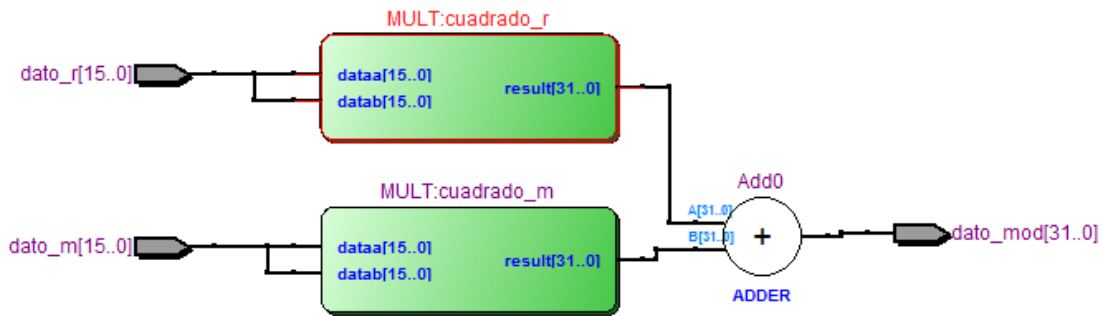 MULT:cuadrado_r
dato_r[15..0]
dataa[15..0]
datab[15..0]
result[31..0]
MULT:cuadrado_m
dato_m[15..0]
dataa[15..0]
datab[15..0]
result[31..0]
Add0
A[31..0]
B[31..0]
+
ADDER
dato_mod[31..0]